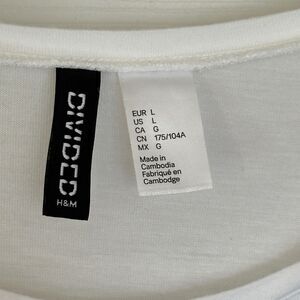 DIVIDED
H&M
EUR L
US L
CA G
CN 175/104A
MX G
Made in
Cambodia
Fabriqué en
Cambodge